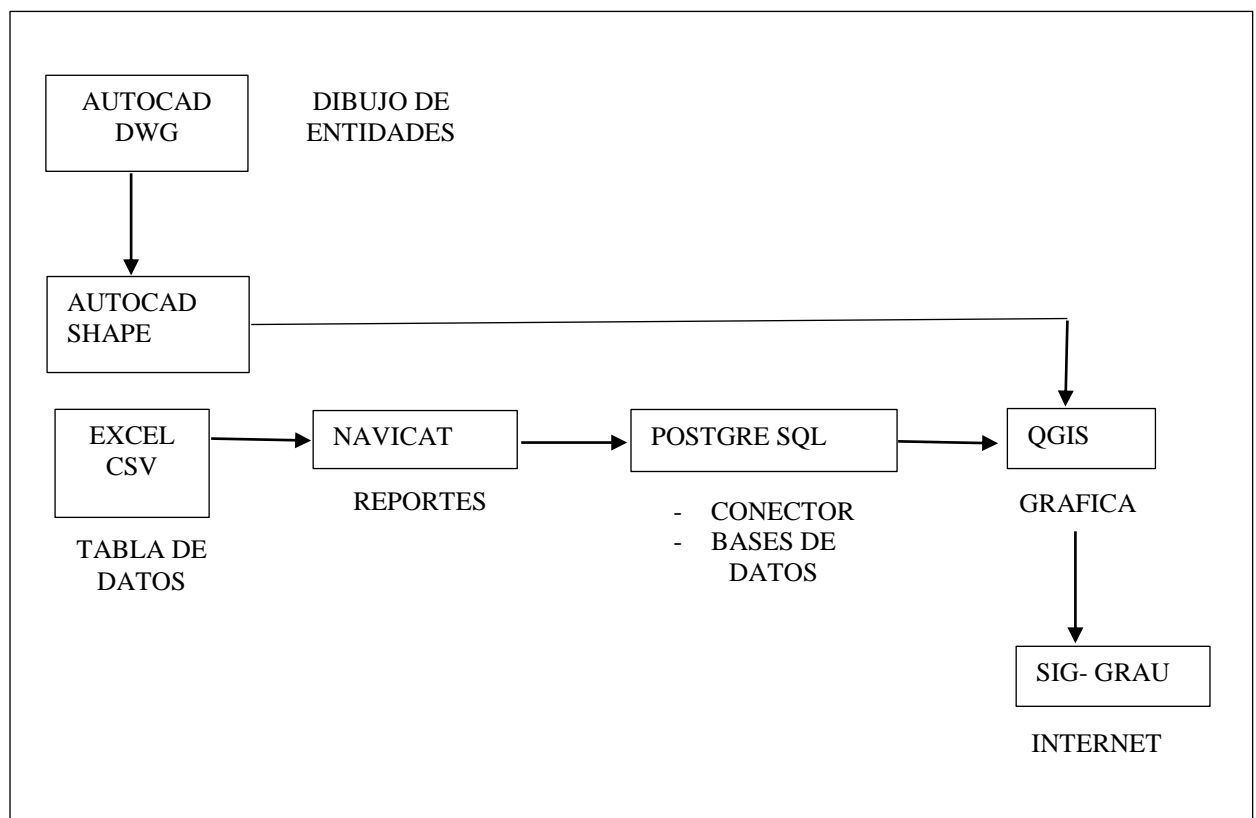 AUTOCAD
DWG
DIBUJO DE
ENTIDADES
AUTOCAD
SHAPE
EXCEL
CSV
TABLA DE
DATOS
NAVICAT
REPORTES
POSTGRE SQL
- CONECTOR
- BASES DE
DATOS
QGIS
GRAFICA
SIG- GRAU
INTERNET